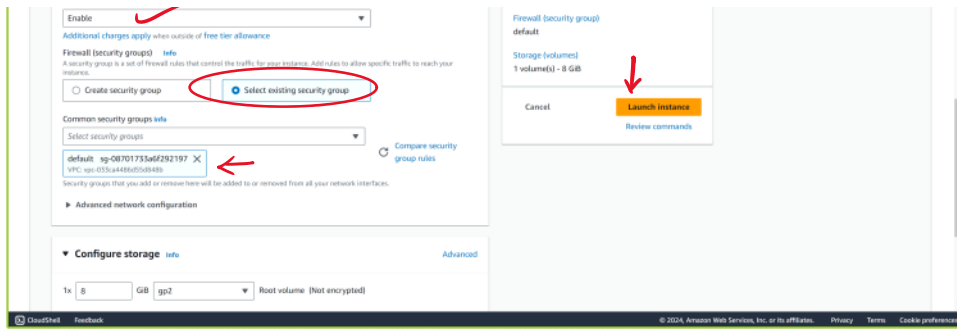 Enable
Additional charges apply when outside of free tier allowance
Firewall (security groups) Info
A security group is a set of firewall rules that control the traffic for your instance. Add rules to allow specific traffic to reach your
instance.
Create security group
Select existing security group
Common security groups Info
Select security groups
default sg-08701733a6f292197 X
VPC: vpc-033ca4486d55d848b
Compare security
group rules
Security groups that you add or remove here will be added to or removed from all your network interfaces.
Advanced network configuration
Configure storage Info
Advanced
1x 8 GiB gp2 Root volume (Not encrypted)
Firewall (security group)
default
Storage (volumes)
1 volume(s) - 8 GiB
Cancel
Launch instance
Review commands
CloudShell Feedback
© 2024, Amazon Web Services, Inc. or its affiliates. Privacy Terms Cookie preferences